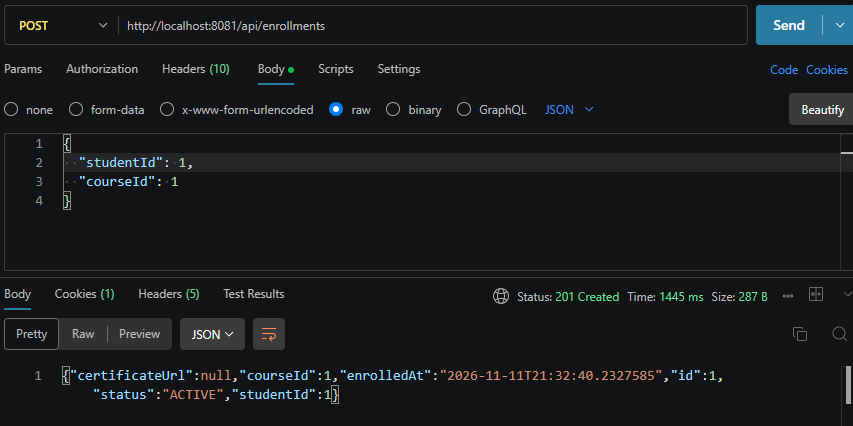 POST http://localhost:8081/api/enrollments Send
Params Authorization Headers (10) Body Scripts Settings Code Cookies
none form-data x-www-form-urlencoded raw binary GraphQL JSON Beautify
1 {
2 "studentId": 1,
3 "courseId": 1
4 }
Body Cookies (1) Headers (5) Test Results Status: 201 Created Time: 1445 ms Size: 287 B
Pretty Raw Preview JSON
1 {"certificateUrl":null,"courseId":1,"enrolledAt":"2026-11-11T21:32:40.2327585","id":1,
"status":"ACTIVE","studentId":1}